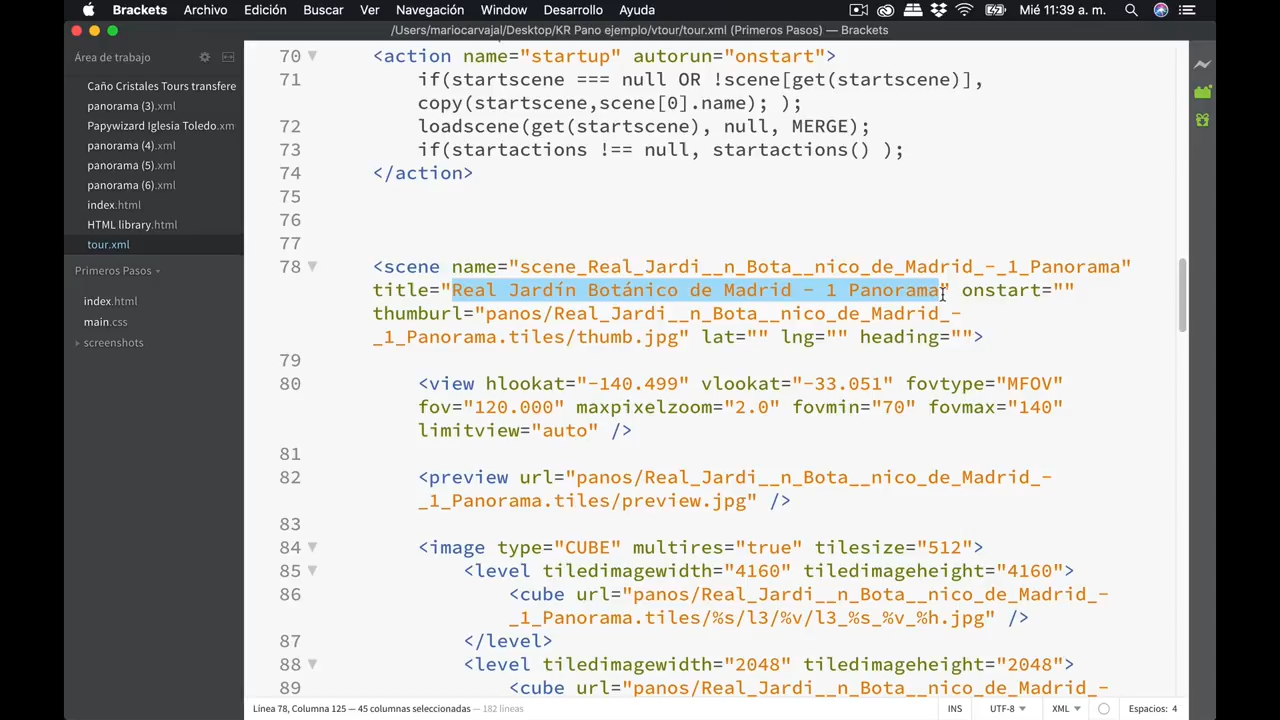 Brackets Archivo Edición Buscar Ver Navegación Window Desarrollo Ayuda Mié 11:39 a. m.
/Users/mariocarvajal/Desktop/KR Pano ejemplo/vtour/tour.xml (Primeros Pasos) — Brackets
Área de trabajo
Caño Cristales Tours transfere
panorama (3).xml
Papywizard Iglesia Toledo.xm
panorama (4).xml
panorama (5).xml
panorama (6).xml
index.html
HTML library.html
tour.xml
Primeros Pasos
index.html
main.css
screenshots
70 <action name="startup" autorun="onstart">
71 if(startscene === null OR !scene[get(startscene)],
copy(startscene,scene[0].name); );
72 loadscene(get(startscene), null, MERGE);
73 if(startactions !== null, startactions() );
74 </action>
75
76
77
78 <scene name="scene_Real_Jardi__n_Bota__nico_de_Madrid_-_1_Panorama"
title="Real Jardín Botánico de Madrid - 1 Panorama" onstart=""
thumburl="panos/Real_Jardi__n_Bota__nico_de_Madrid_-
_1_Panorama.tiles/thumb.jpg" lat="" lng="" heading="">
79
80 <view hlookat="-140.499" vlookat="-33.051" fovtype="MFOV"
fov="120.000" maxpixelzoom="2.0" fovmin="70" fovmax="140"
limitview="auto" />
81
82 <preview url="panos/Real_Jardi__n_Bota__nico_de_Madrid_-
_1_Panorama.tiles/preview.jpg" />
83
84 <image type="CUBE" multires="true" tilesize="512">
85 <level tiledimagewidth="4160" tiledimageheight="4160">
86 <cube url="panos/Real_Jardi__n_Bota__nico_de_Madrid_-
_1_Panorama.tiles/%s/l3/%v/l3_%s_%v_%h.jpg" />
87 </level>
88 <level tiledimagewidth="2048" tiledimageheight="2048">
89 <cube url="panos/Real_Jardi__n_Bota__nico_de_Madrid_-
Línea 78, Columna 125 — 45 columnas seleccionadas — 182 líneas INS UTF-8 XML Espacios: 4